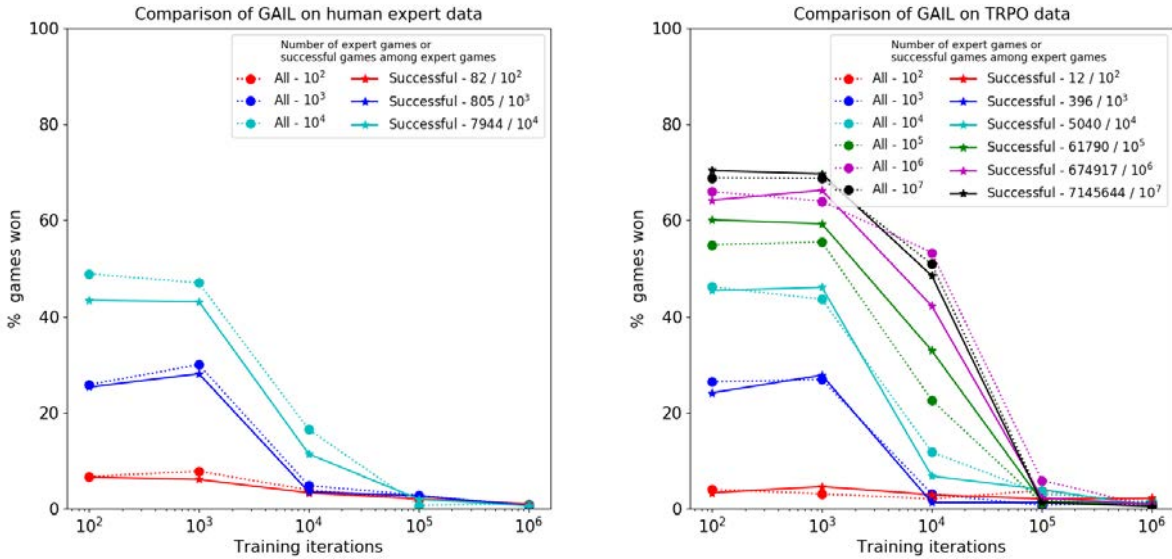 Comparison of GAIL on human expert data
Number of expert games or
successful games among expert games
All - 10²
All - 10³
All - 10⁴
Successful - 82 / 10²
Successful - 805 / 10³
Successful - 7944 / 10⁴
% games won
100
80
60
40
20
0
10² 10³ 10⁴ 10⁵ 10⁶
Training iterations
Comparison of GAIL on TRPO data
Number of expert games or
successful games among expert games
All - 10²
All - 10³
All - 10⁴
All - 10⁵
All - 10⁶
All - 10⁷
Successful - 12 / 10²
Successful - 396 / 10³
Successful - 5040 / 10⁴
Successful - 61790 / 10⁵
Successful - 674917 / 10⁶
Successful - 7145644 / 10⁷
% games won
100
80
60
40
20
0
10² 10³ 10⁴ 10⁵ 10⁶
Training iterations